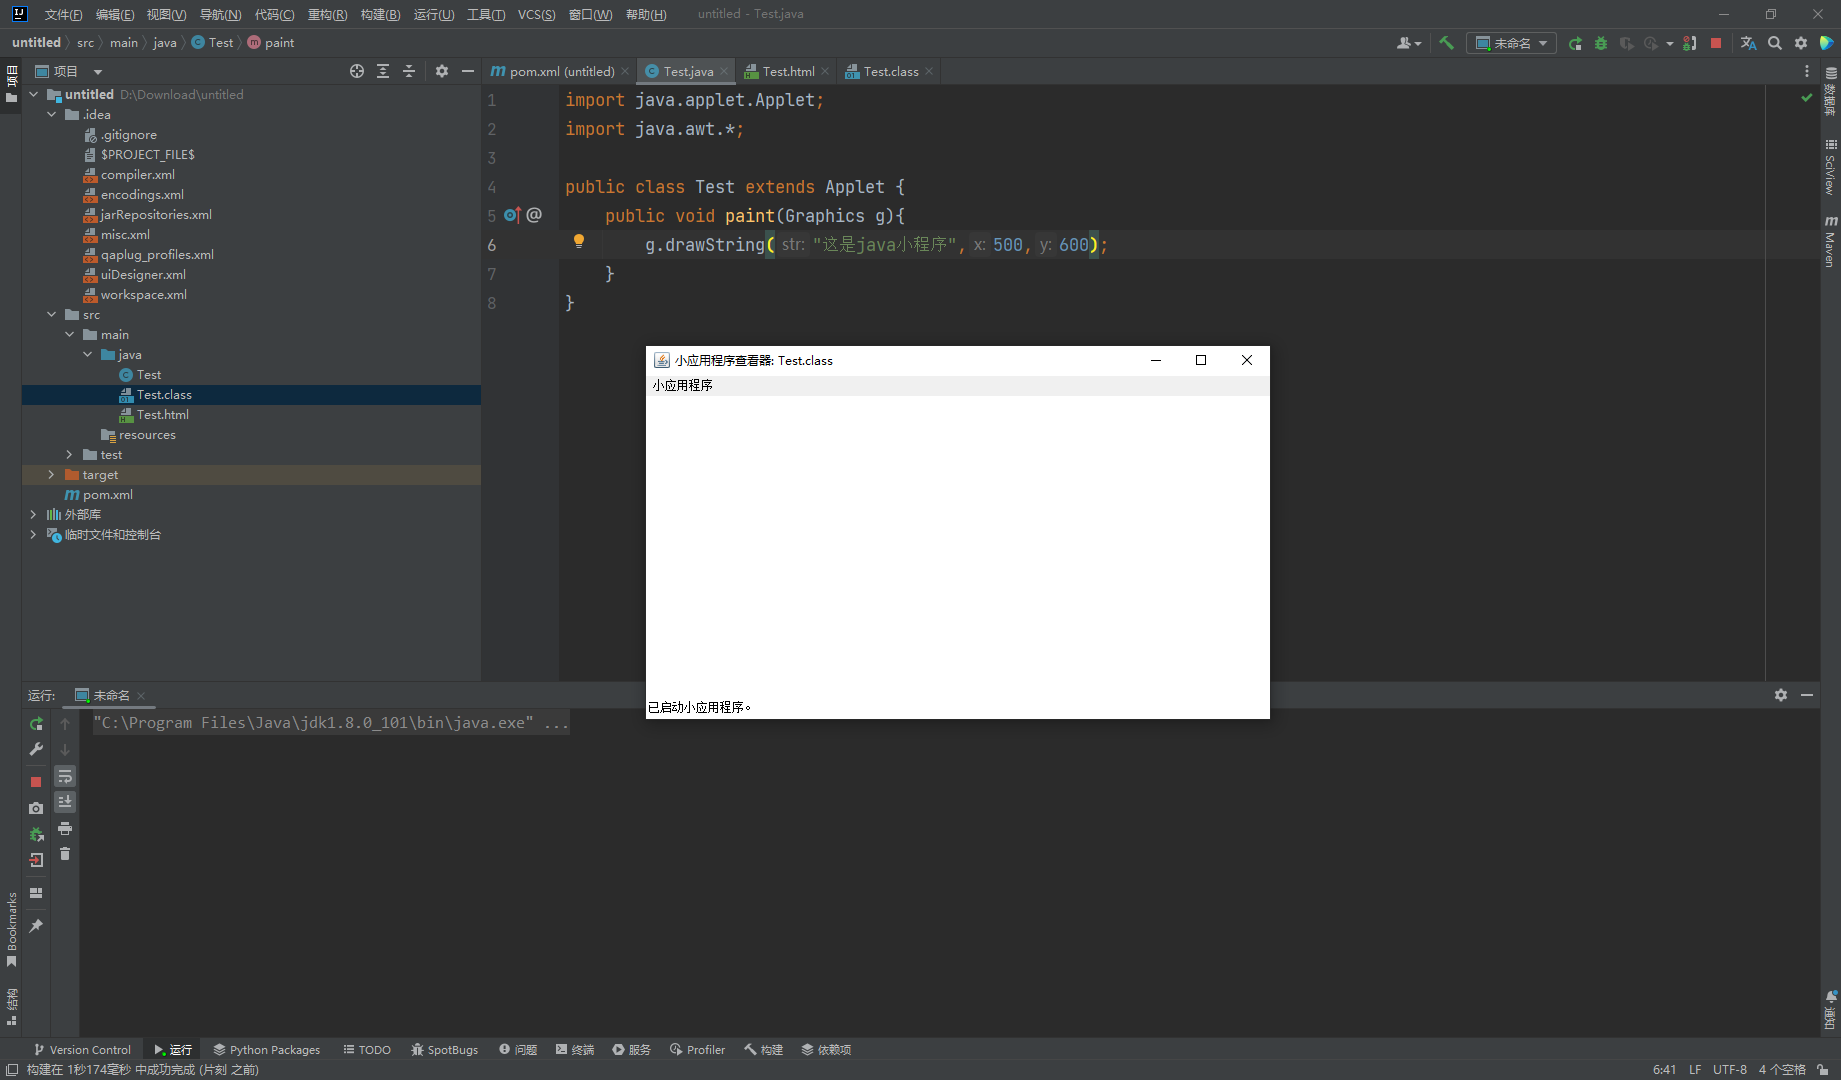 文件(F) 编辑(E) 视图(V) 导航(N) 代码(C) 重构(R) 构建(B) 运行(U) 工具(T) VCS(S) 窗口(W) 帮助(H) untitled - Test.java
untitled src main java Test paint
未命名
项目
pom.xml (untitled) Test.java Test.html Test.class
untitled D:\Download\untitled
.idea
.gitignore
$PROJECT_FILE$
compiler.xml
encodings.xml
jarRepositories.xml
misc.xml
qaplug_profiles.xml
uiDesigner.xml
workspace.xml
src
main
java
Test
Test.class
Test.html
resources
test
target
pom.xml
外部库
临时文件和控制台
1 import java.applet.Applet;
2 import java.awt.*;
3
4 public class Test extends Applet {
5 public void paint(Graphics g){
6 g.drawString( str: "这是java小程序", x: 500, y: 600);
7 }
8 }
小应用程序查看器: Test.class
小应用程序
已启动小应用程序。
运行: 未命名
"C:\Program Files\Java\jdk1.8.0_101\bin\java.exe" ...
项目
Bookmarks
结构
数据库
SciView
Maven
通知
Version Control 运行 Python Packages TODO SpotBugs 问题 终端 服务 Profiler 构建 依赖项
构建在 1秒174毫秒 中成功完成 (片刻 之前)
6:41 LF UTF-8 4 个空格